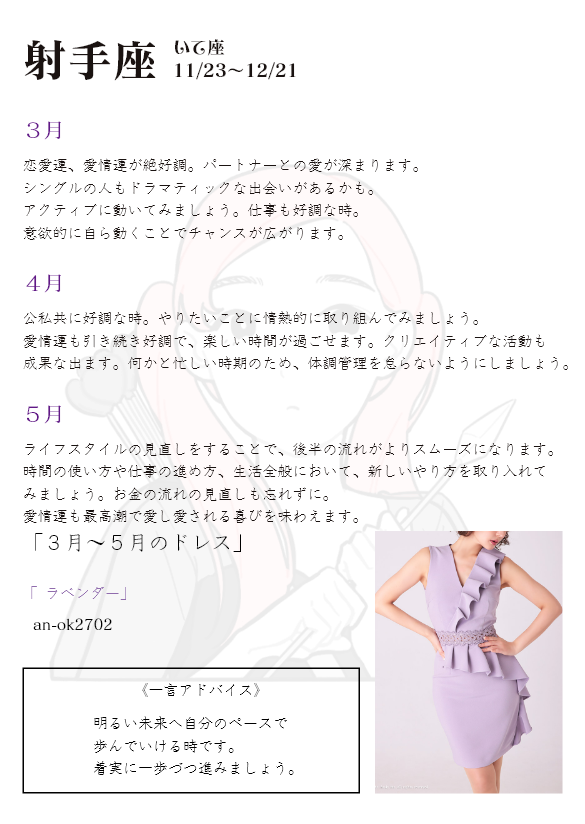 射手座 いて座
11/23〜12/21
３月
恋愛運、愛情運が絶好調。パートナーとの愛が深まります。
シングルの人もドラマティックな出会いがあるかも。
アクティブに動いてみましょう。仕事も好調な時。
意欲的に自ら動くことでチャンスが広がります。
４月
公私共に好調な時。やりたいことに情熱的に取り組んでみましょう。
愛情運も引き続き好調で、楽しい時間が過ごせます。クリエイティブな活動も
成果な出ます。何かと忙しい時期のため、体調管理を怠らないようにしましょう。
５月
ライフスタイルの見直しをすることで、後半の流れがよりスムーズになります。
時間の使い方や仕事の進め方、生活全般において、新しいやり方を取り入れて
みましょう。お金の流れの見直しも忘れずに。
愛情運も最高潮で愛し愛される喜びを味わえます。
「３月〜５月のドレス」
「 ラベンダー」
an-ok2702
《一言アドバイス》
明るい未来へ自分のペースで
歩んでいける時です。
着実に一歩づつ進みましょう。